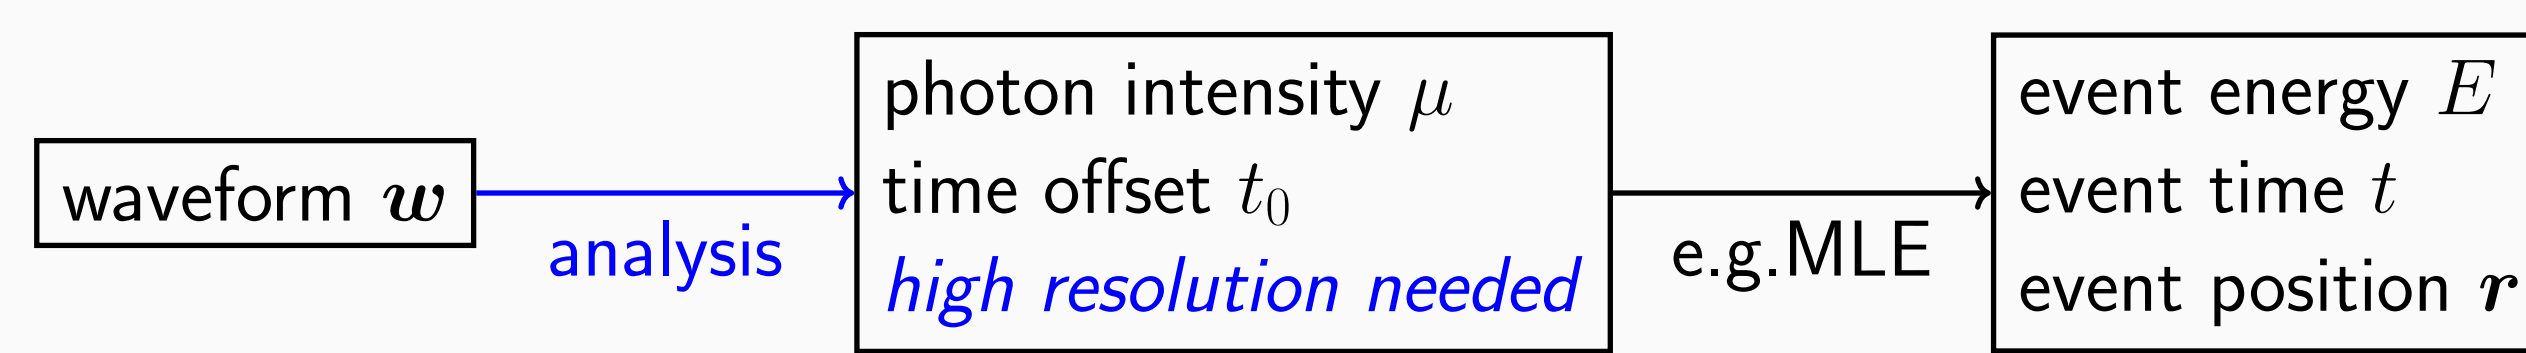 waveform w
analysis
photon intensity μ
time offset t₀
high resolution needed
e.g.MLE
event energy E
event time t
event position r